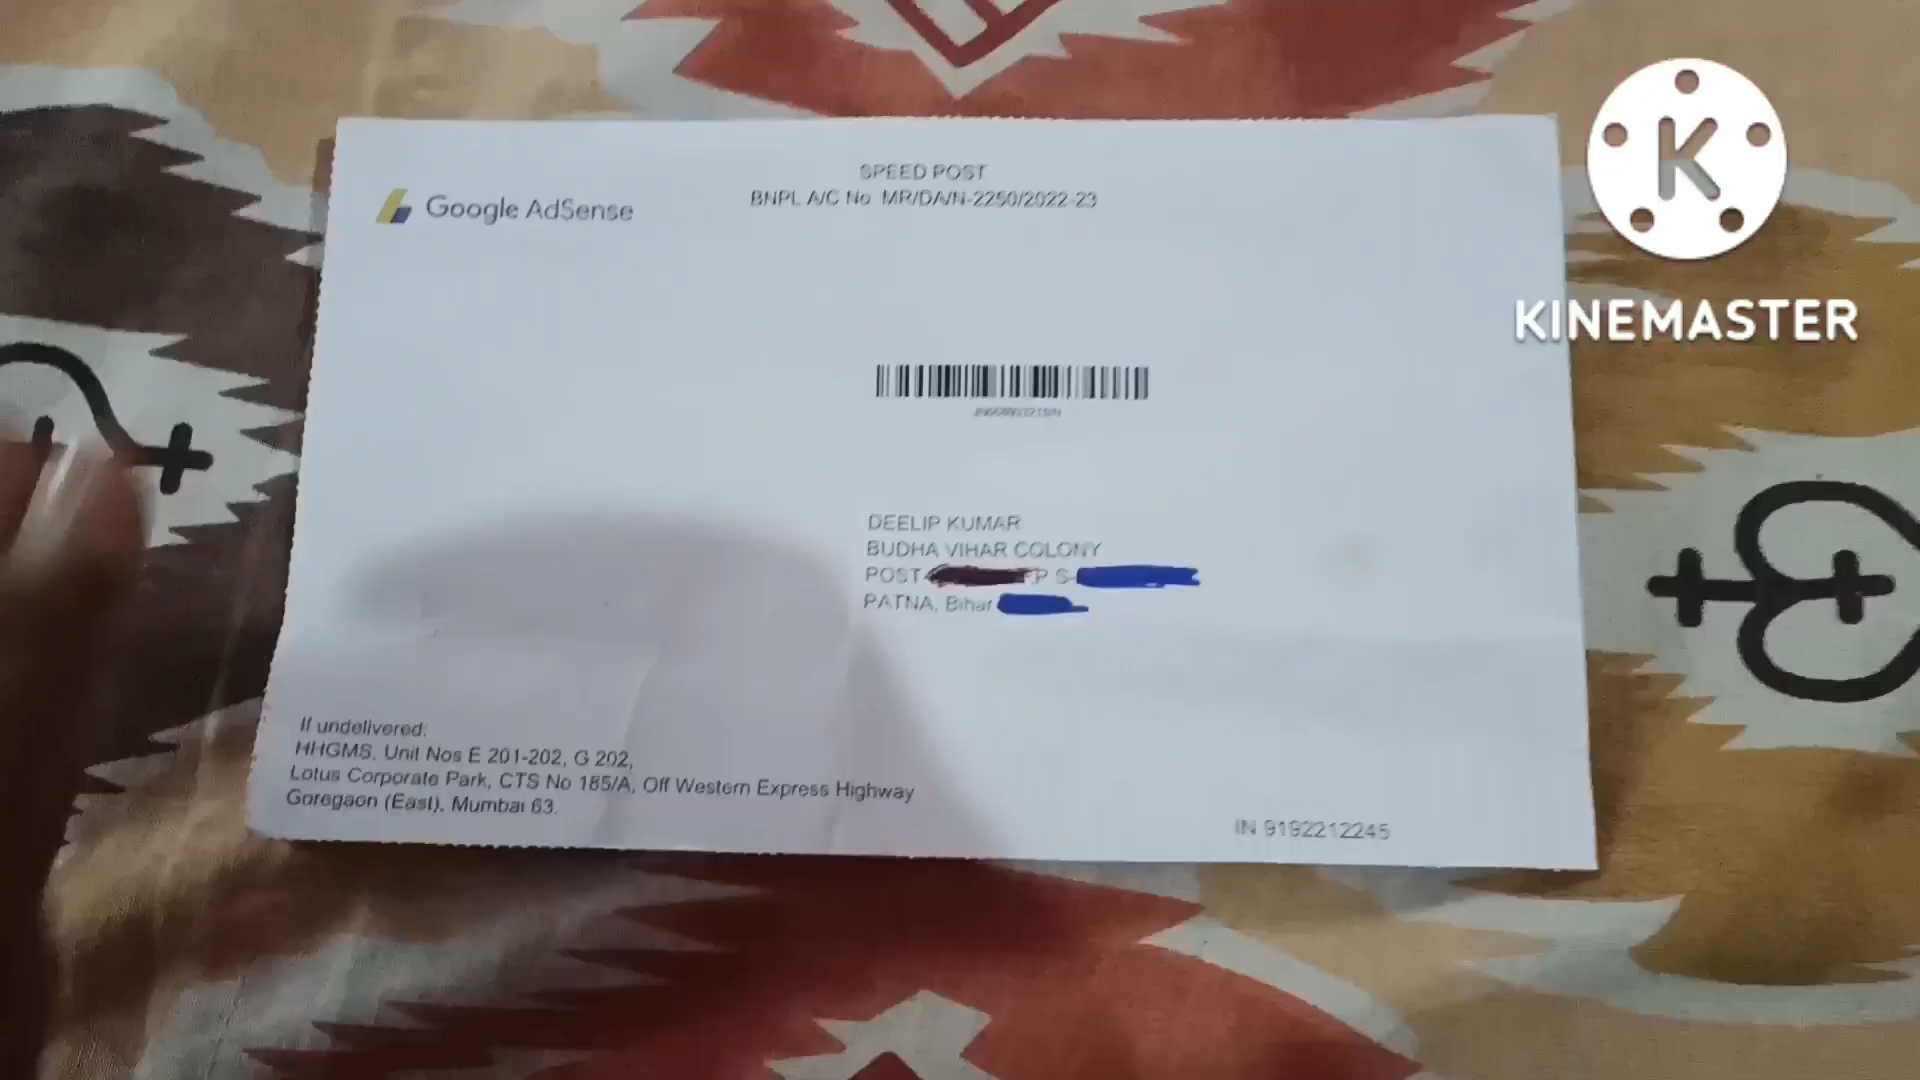 SPEED POST
BNPL A/C No MR/DA/N-2250/2022-23
Google AdSense
K
KINEMASTER
DEELIP KUMAR
BUDHA VIHAR COLONY
POST P S-
PATNA, Bihar
If undelivered:
HHGMS, Unit Nos E 201-202, G 202,
Lotus Corporate Park, CTS No 185/A, Off Western Express Highway
Goregaon (East), Mumbai 63.
IN 9192212245